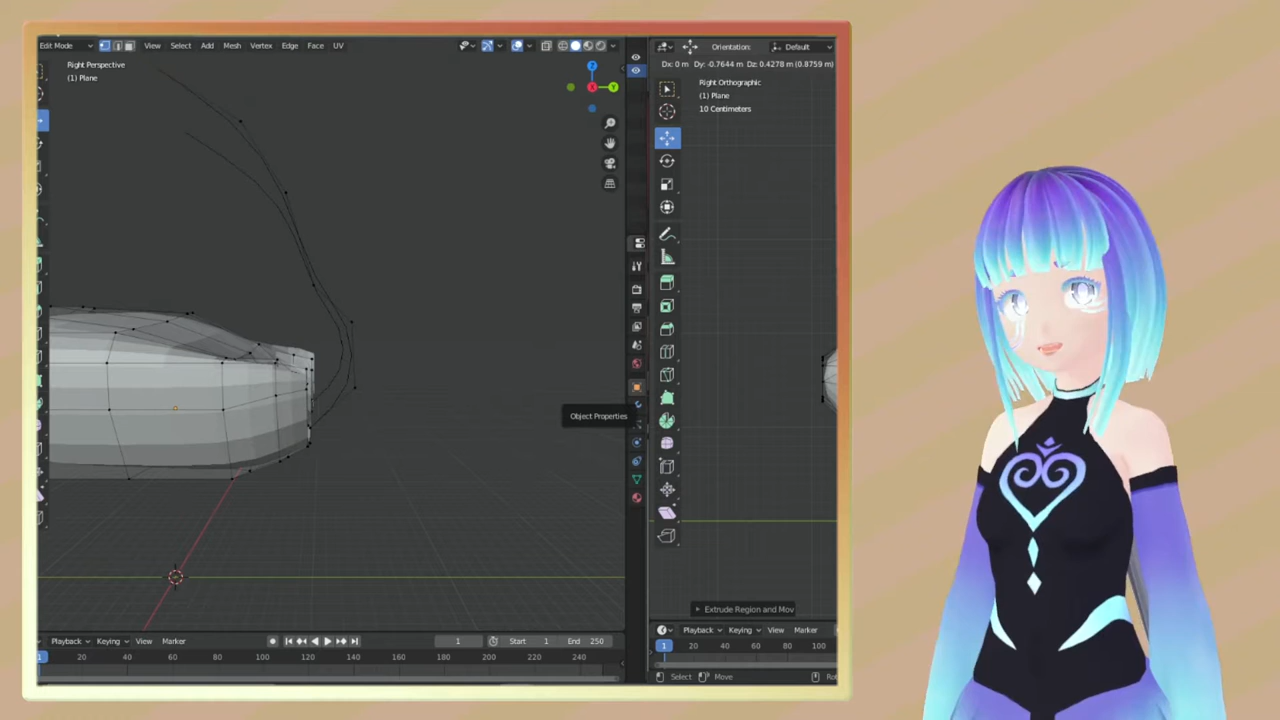 Edit Mode View Select Add Mesh Vertex Edge Face UV
Right Perspective
(1) Plane
Z
X
Y
Object Properties
Playback Keying View Marker 1 Start 1 End 250
1 20 40 60 80 100 120 140 160 180 200 220 240
Orientation: Default
Dx: 0 m Dy: -0.7644 m Dz: 0.4278 m (0.8759 m)
Right Orthographic
(1) Plane
10 Centimeters
Extrude Region and Mov
Playback Keying View Marker
1 20 40 60 80 100
Select Move